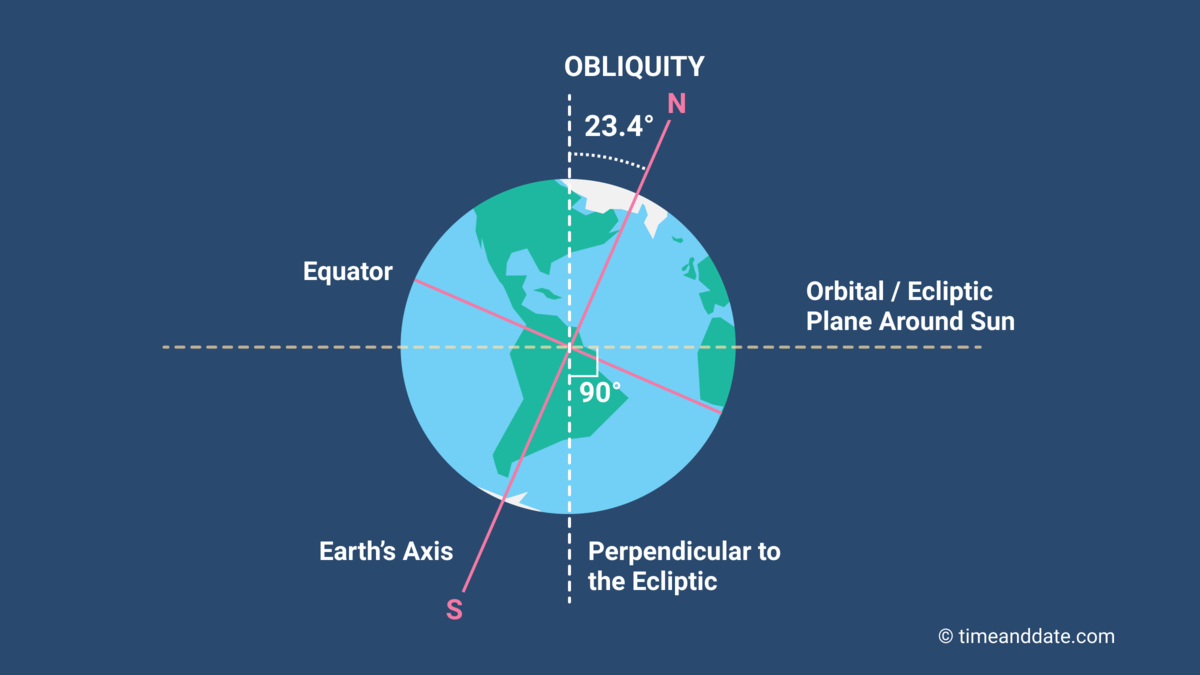 OBLIQUITY
N
23.4°
Equator
Orbital / Ecliptic
Plane Around Sun
90°
Earth’s Axis
Perpendicular to
the Ecliptic
S
© timeanddate.com